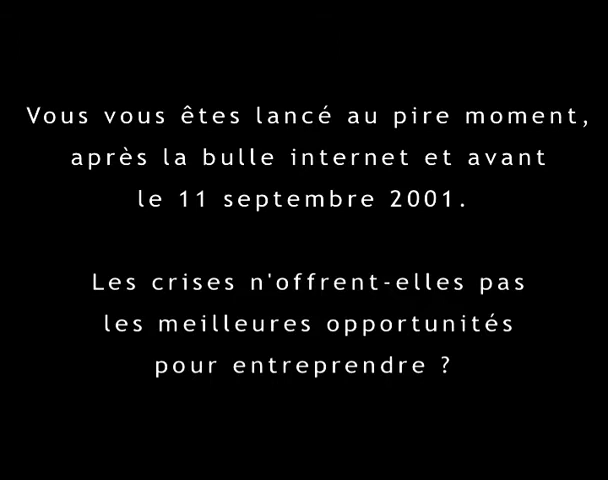 Vous vous êtes lancé au pire moment,
après la bulle internet et avant
le 11 septembre 2001.
Les crises n'offrent-elles pas
les meilleures opportunités
pour entreprendre ?